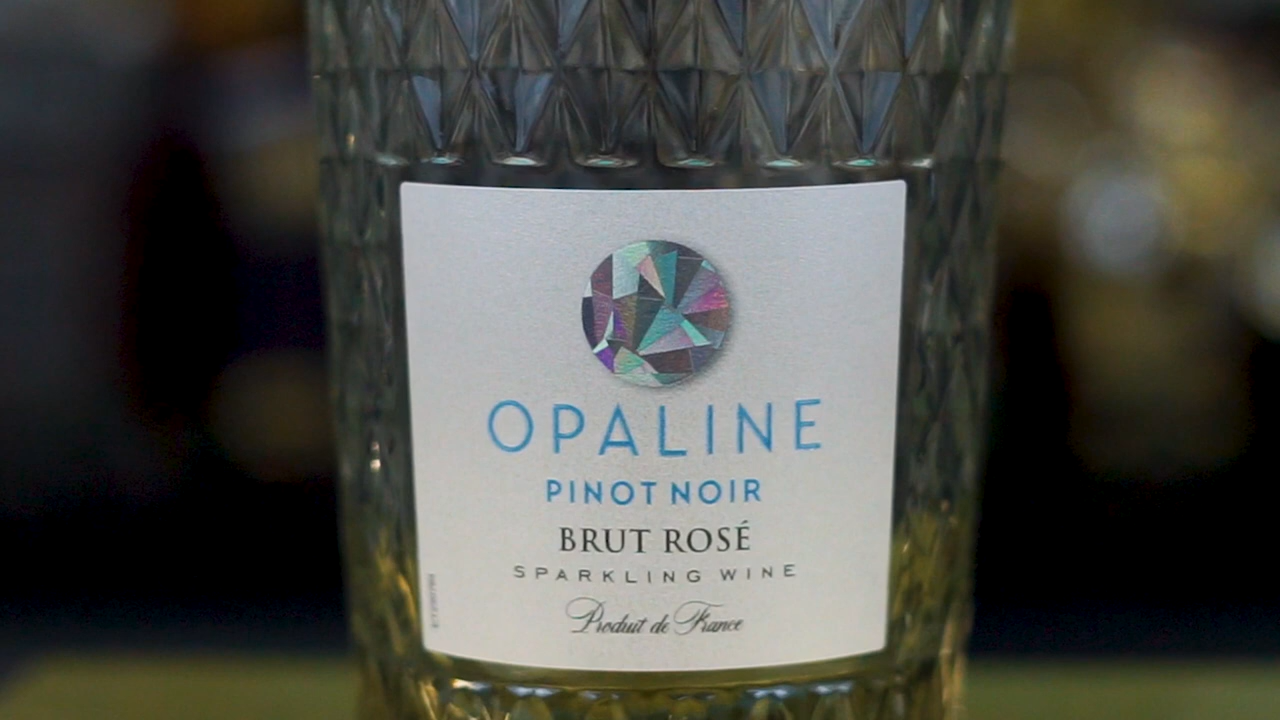 OPALINE
PINOT NOIR
BRUT ROSÉ
SPARKLING WINE
Produit de France